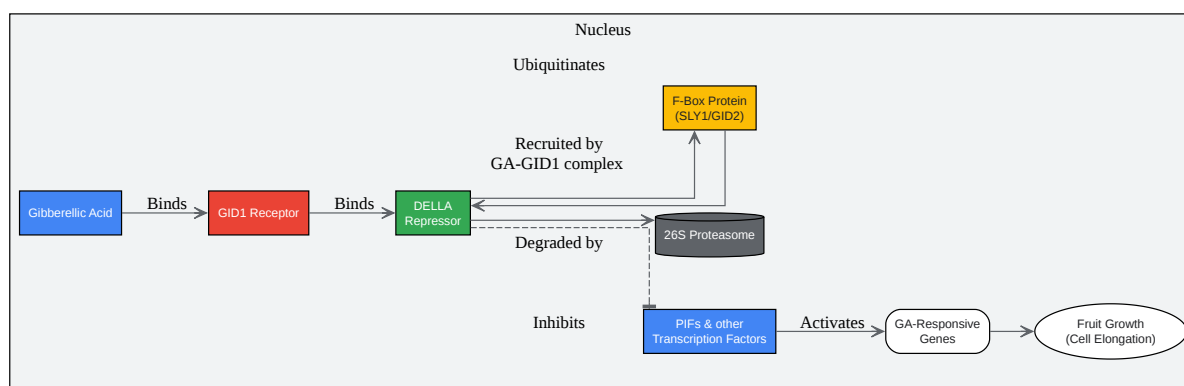 Nucleus
Ubiquitinates
F-Box Protein
(SLY1/GID2)
Recruited by
GA-GID1 complex
Gibberellic Acid
Binds
GID1 Receptor
Binds
DELLA
Repressor
26S Proteasome
Degraded by
Inhibits
PIFs & other
Transcription Factors
Activates
GA-Responsive
Genes
Fruit Growth
(Cell Elongation)